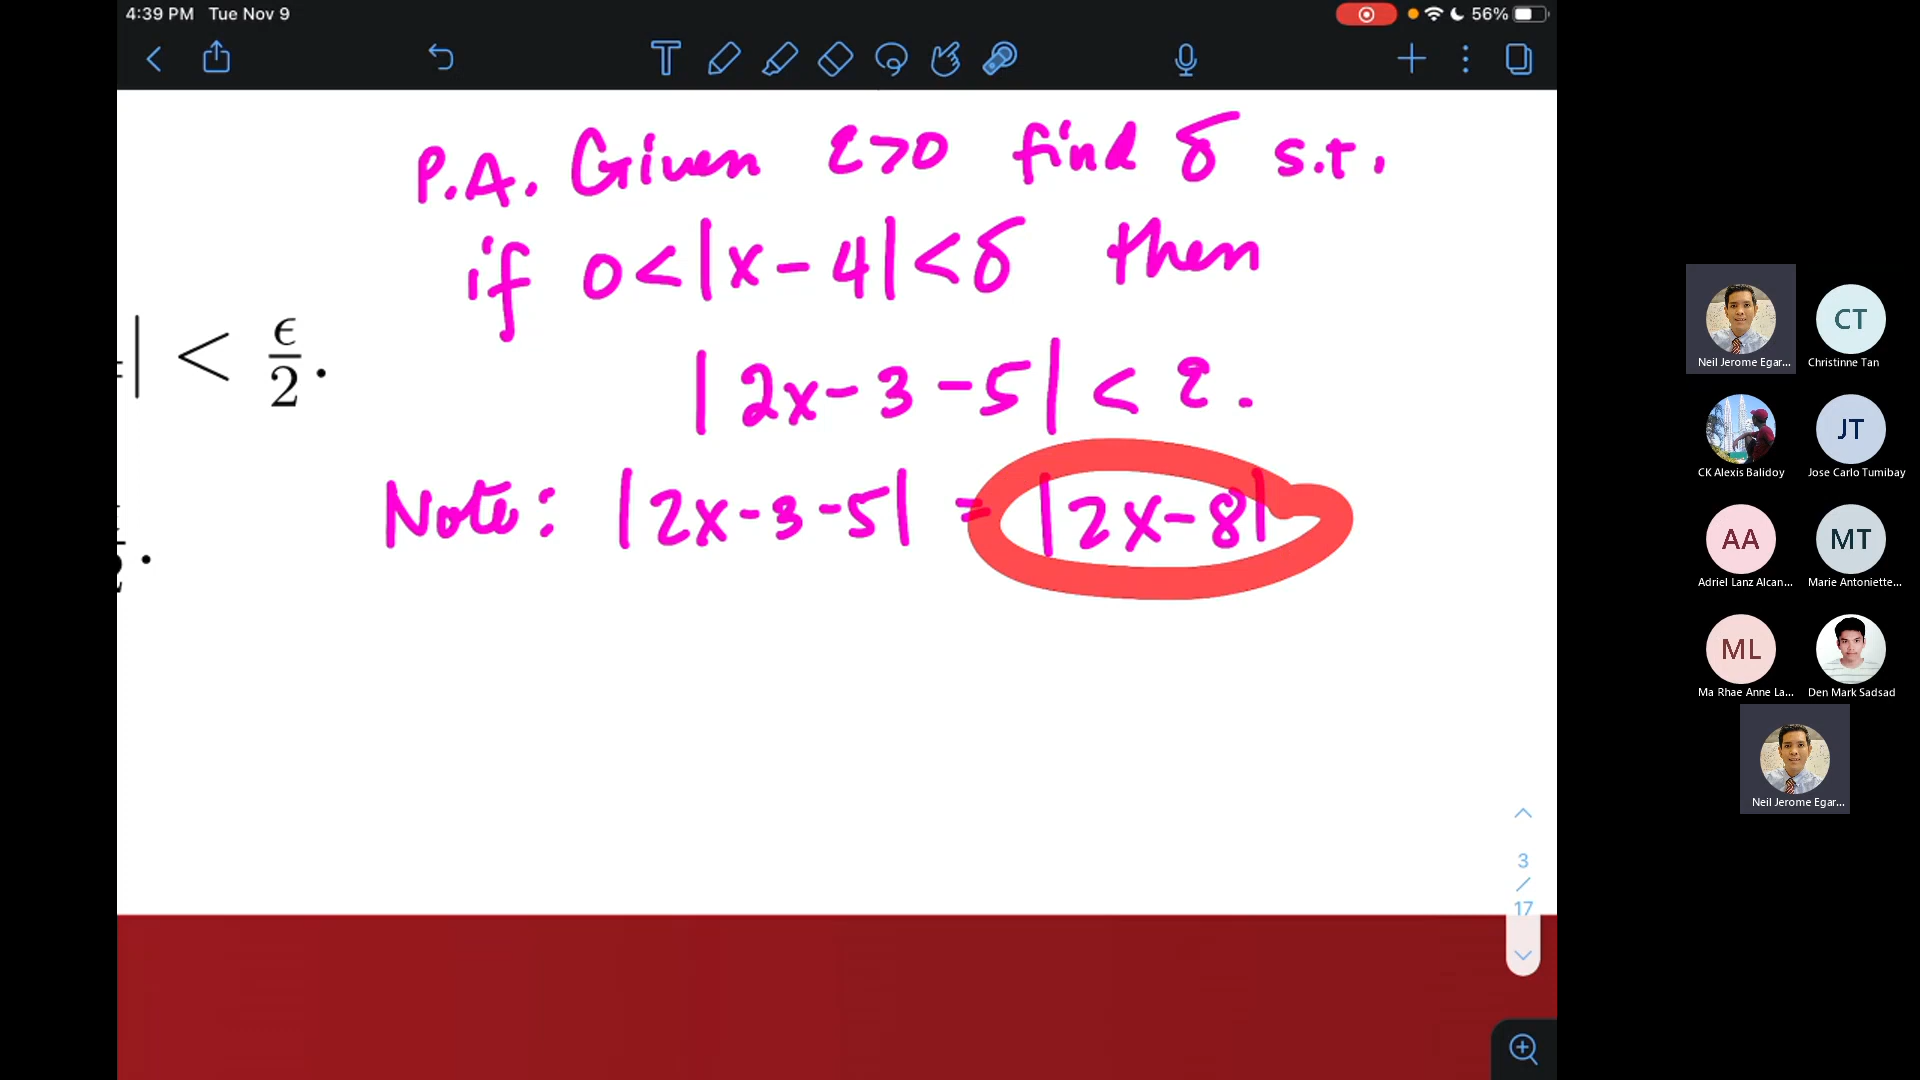 4:39 PM Tue Nov 9
56%
P.A. Given ε>0 find δ s.t.
if 0<|x-4|<δ then
| < ϵ/2.
|2x-3-5| < ε.
Note: |2x-3-5| = |2x-8|
2.
3
/
17
Neil Jerome Egar...
CT
Christinne Tan
CK Alexis Balidoy
JT
Jose Carlo Tumibay
AA
Adriel Lanz Alcan...
MT
Marie Antoniette...
ML
Ma Rhae Anne La...
Den Mark Sadsad
Neil Jerome Egar...